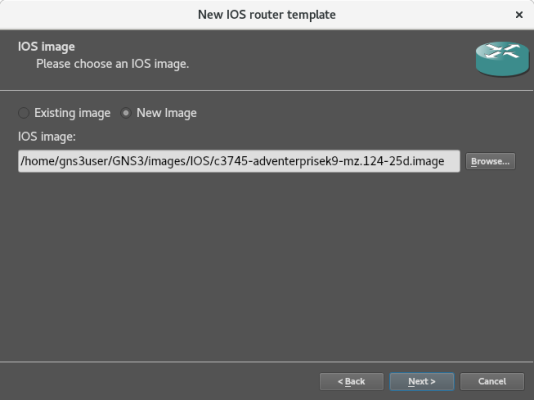 New IOS router template
×
IOS image
Please choose an IOS image.
Existing image
New Image
IOS image:
/home/gns3user/GNS3/images/IOS/c3745-adventerprisek9-mz.124-25d.image
Browse...
< Back
Next >
Cancel